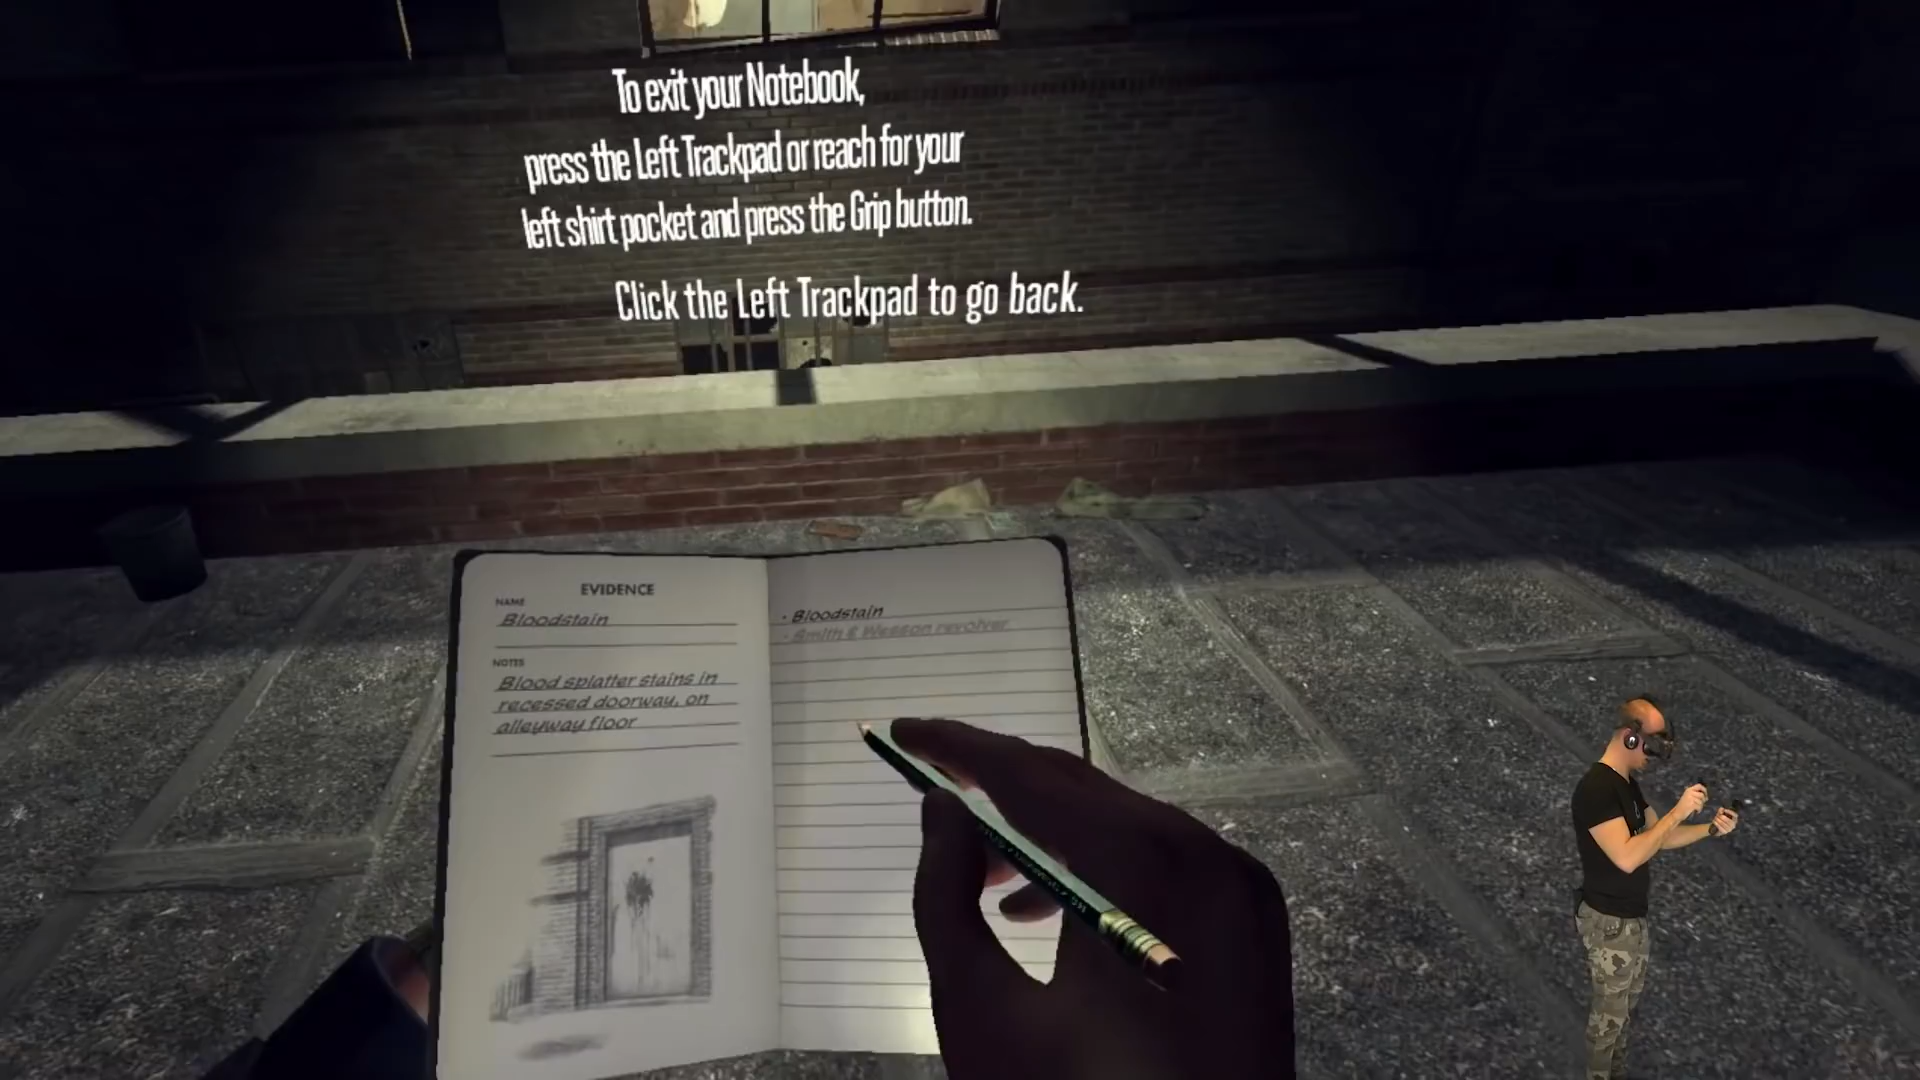 To exit your Notebook,
press the Left Trackpad or reach for your
left shirt pocket and press the Grip button.
Click the Left Trackpad to go back.
EVIDENCE
NAME
Bloodstain
NOTES
Blood splatter stains in
recessed doorway, on
alleyway floor
- Bloodstain
- Smith & Wesson revolver